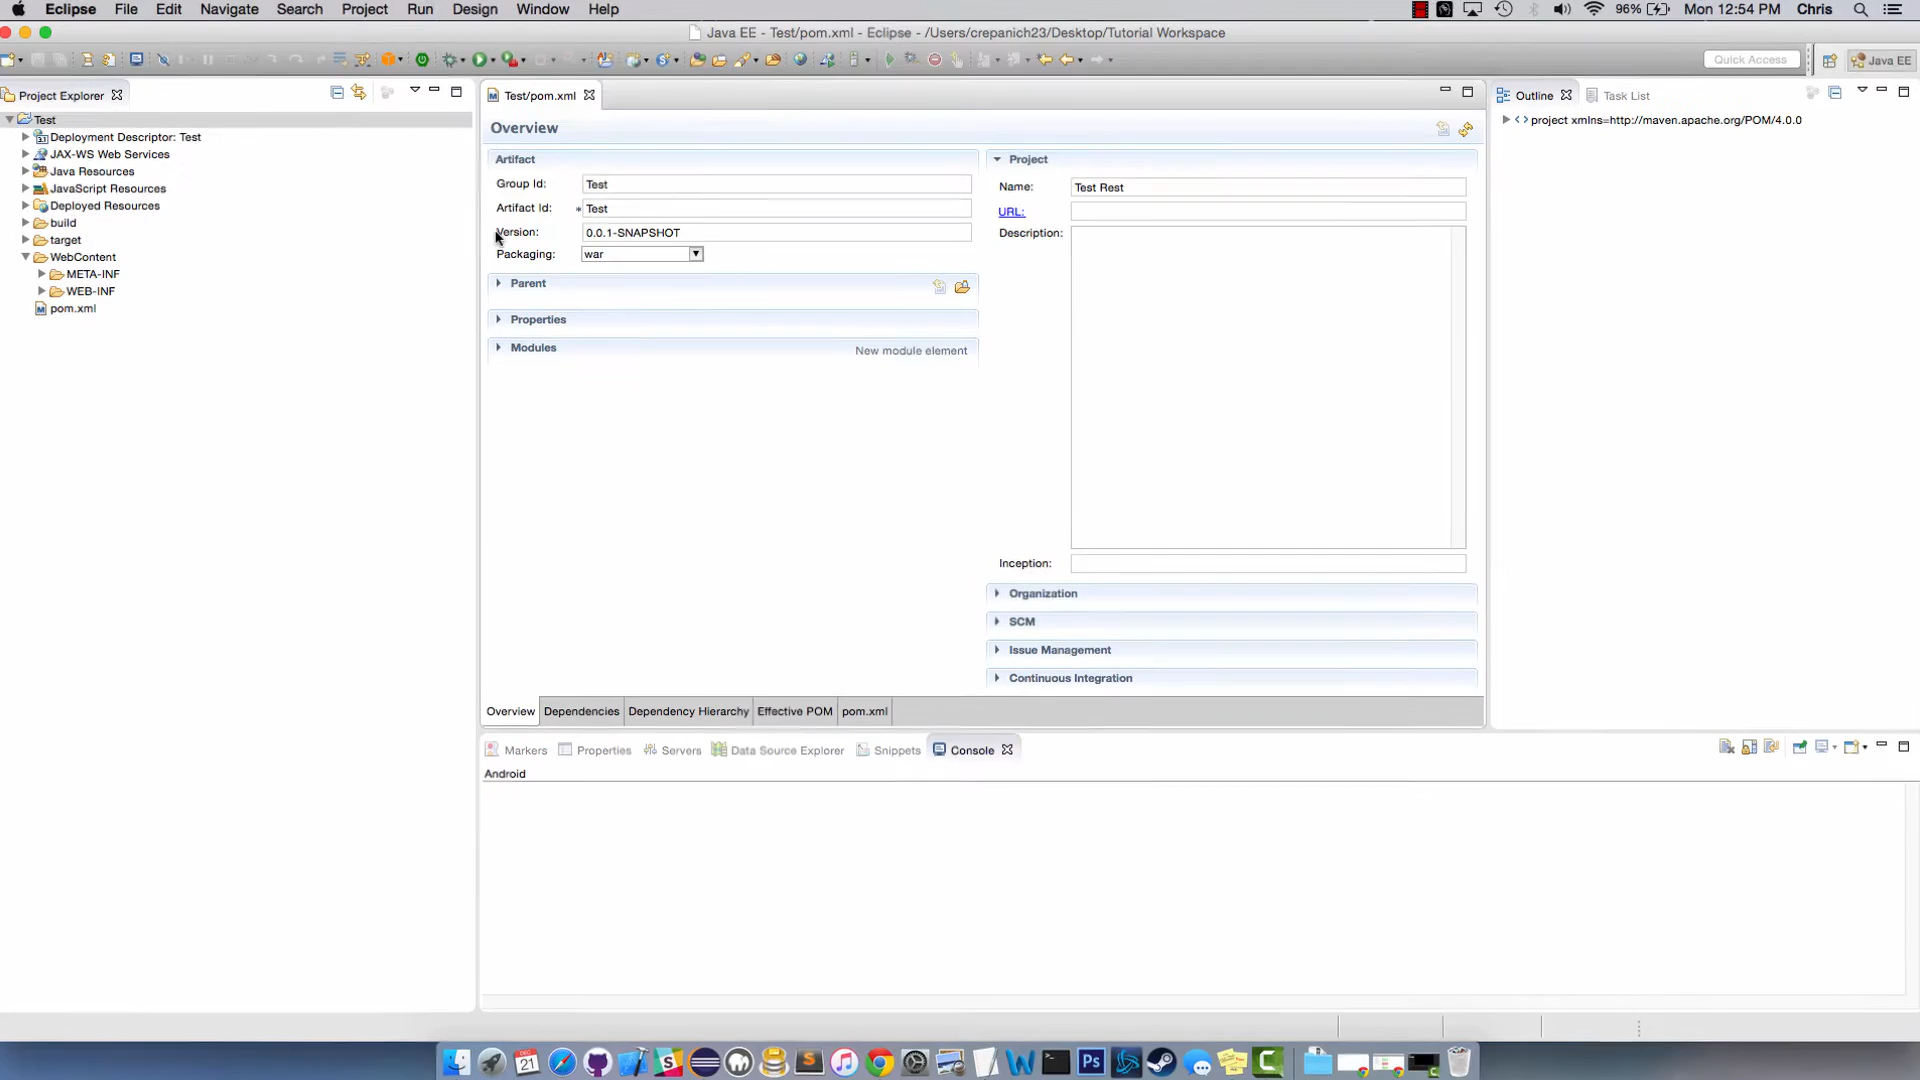 Eclipse File Edit Navigate Search Project Run Design Window Help 96% Mon 12:54 PM Chris
Java EE - Test/pom.xml - Eclipse - /Users/crepanich23/Desktop/Tutorial Workspace
Quick Access Java EE
Project Explorer
Test
Deployment Descriptor: Test
JAX-WS Web Services
Java Resources
JavaScript Resources
Deployed Resources
build
target
WebContent
META-INF
WEB-INF
pom.xml
Test/pom.xml
Overview
Artifact
Group Id: Test
Artifact Id: * Test
Version: 0.0.1-SNAPSHOT
Packaging: war
Parent
Properties
Modules New module element
Project
Name: Test Rest
URL:
Description:
Inception:
Organization
SCM
Issue Management
Continuous Integration
Overview Dependencies Dependency Hierarchy Effective POM pom.xml
Outline Task List
project xmlns=http://maven.apache.org/POM/4.0.0
Markers Properties Servers Data Source Explorer Snippets Console
Android
DEC
21
Ps